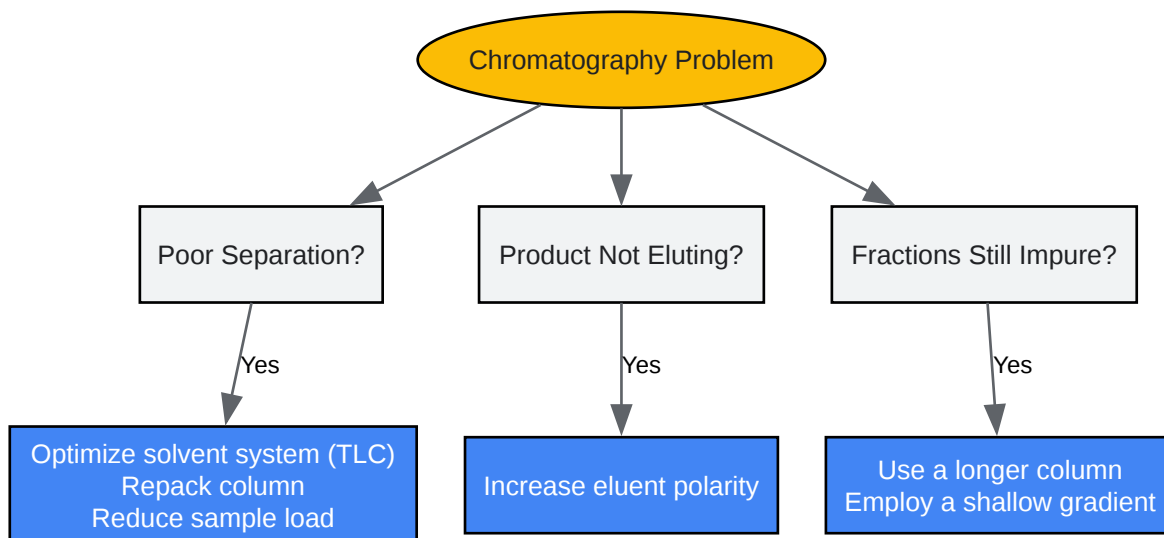 Chromatography Problem
Poor Separation?
Product Not Eluting?
Fractions Still Impure?
Yes
Yes
Yes
Optimize solvent system (TLC)
Repack column
Reduce sample load
Increase eluent polarity
Use a longer column
Employ a shallow gradient